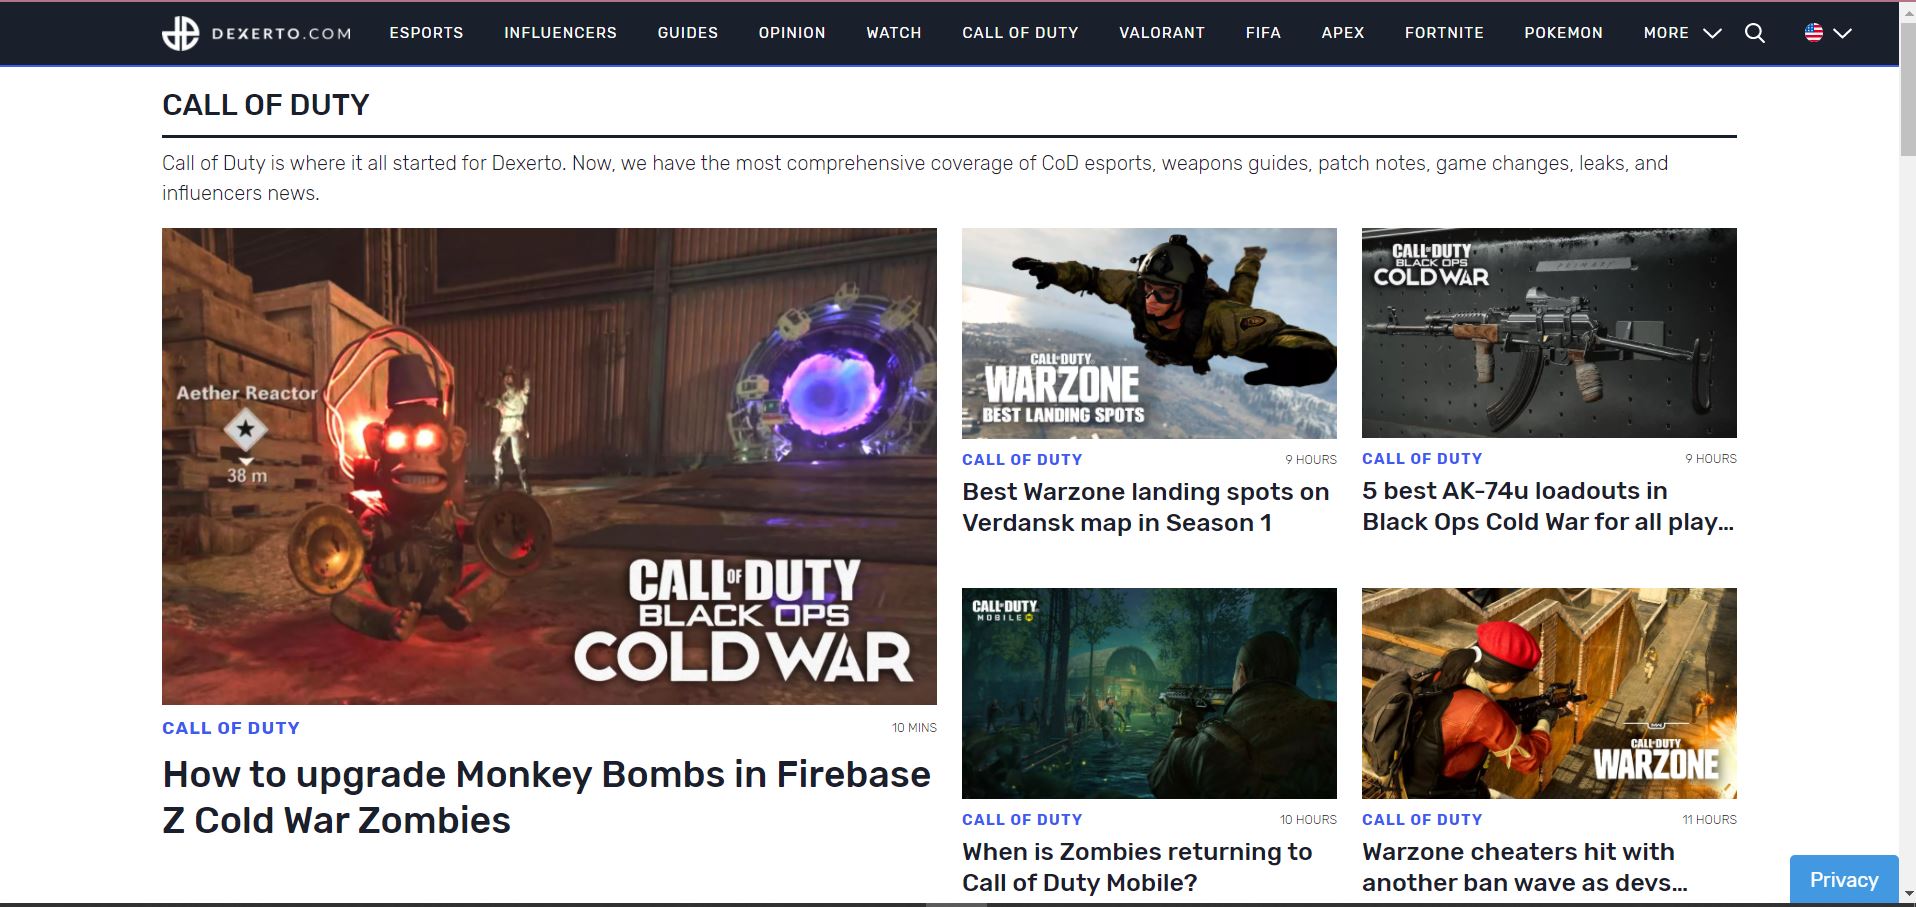 DEXERTO.COM ESPORTS INFLUENCERS GUIDES OPINION WATCH CALL OF DUTY VALORANT FIFA APEX FORTNITE POKEMON MORE
CALL OF DUTY
Call of Duty is where it all started for Dexerto. Now, we have the most comprehensive coverage of CoD esports, weapons guides, patch notes, game changes, leaks, and
influencers news.
Aether Reactor
38 m
CALL OF DUTY
BLACK OPS
COLD WAR
CALL OF DUTY 10 MINS
How to upgrade Monkey Bombs in Firebase
Z Cold War Zombies
CALL OF DUTY
WARZONE
BEST LANDING SPOTS
CALL OF DUTY 9 HOURS
Best Warzone landing spots on
Verdansk map in Season 1
CALL OF DUTY
BLACK OPS
COLD WAR
PRIMARY
CALL OF DUTY 9 HOURS
5 best AK-74u loadouts in
Black Ops Cold War for all play...
CALL OF DUTY
MOBILE
CALL OF DUTY 10 HOURS
When is Zombies returning to
Call of Duty Mobile?
CALL OF DUTY
WARZONE
CALL OF DUTY 11 HOURS
Warzone cheaters hit with
another ban wave as devs...
Privacy